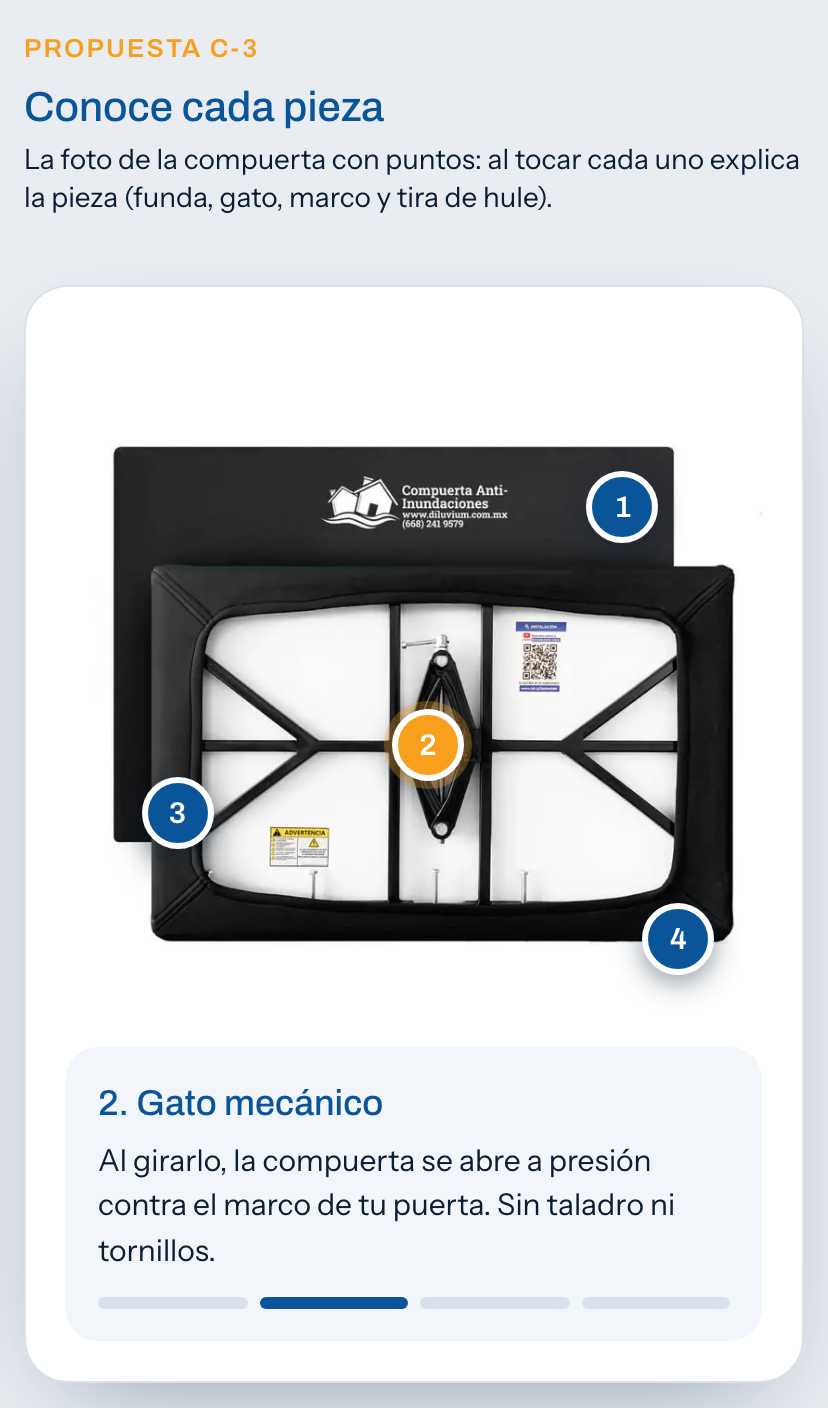 PROPUESTA C-3
Conoce cada pieza
La foto de la compuerta con puntos: al tocar cada uno explica
la pieza (funda, gato, marco y tira de hule).
Compuerta Anti-
Inundaciones
www.diluvium.com.mx
(668) 241 9579
1
INSTALACIÓN
2
3
ADVERTENCIA
4
2. Gato mecánico
Al girarlo, la compuerta se abre a presión
contra el marco de tu puerta. Sin taladro ni
tornillos.